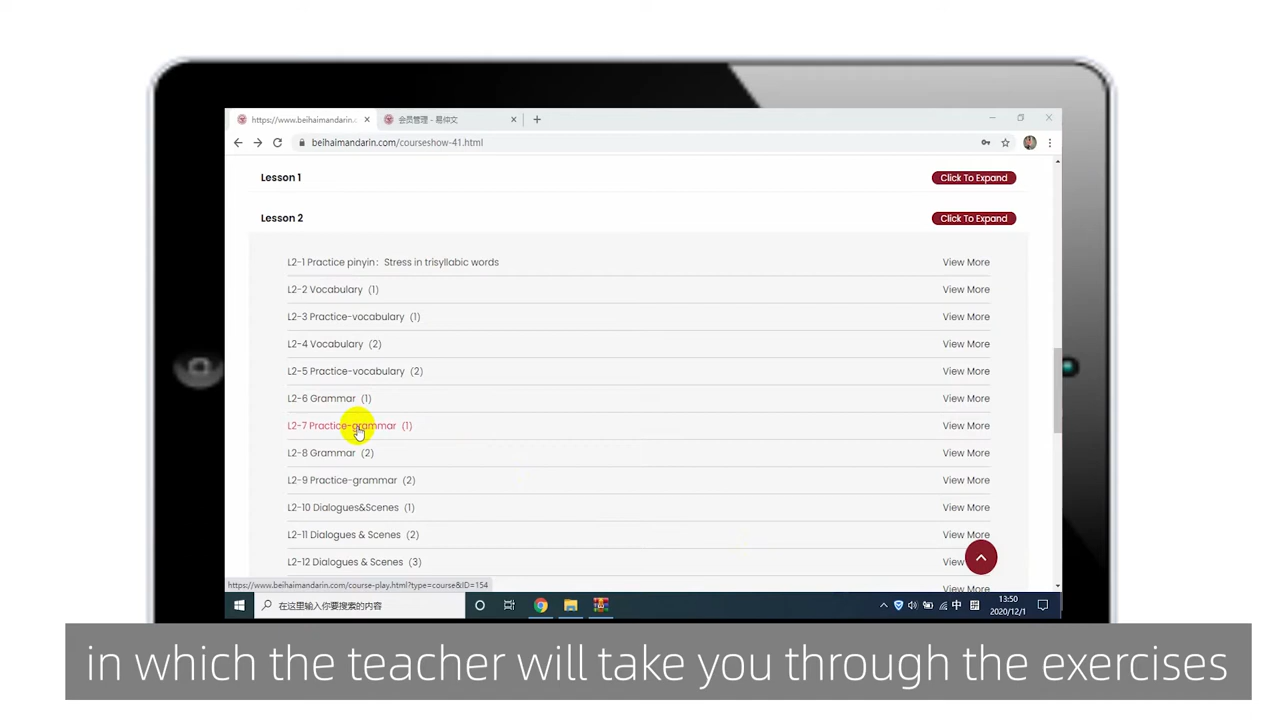 https://www.beihaimandarin.c
会员管理 - 易仲文
beihaimandarin.com/courseshow-41.html
Lesson 1
Click To Expand
Lesson 2
Click To Expand
L2-1 Practice pinyin：Stress in trisyllabic words
View More
L2-2 Vocabulary (1)
View More
L2-3 Practice-vocabulary (1)
View More
L2-4 Vocabulary (2)
View More
L2-5 Practice-vocabulary (2)
View More
L2-6 Grammar (1)
View More
L2-7 Practice-grammar (1)
View More
L2-8 Grammar (2)
View More
L2-9 Practice-grammar (2)
View More
L2-10 Dialogues&Scenes (1)
View More
L2-11 Dialogues & Scenes (2)
View More
L2-12 Dialogues & Scenes (3)
View More
https://www.beihaimandarin.com/course-play.html?type=course&ID=154
在这里输入你要搜索的内容
中
13:50
2020/12/1
in which the teacher will take you through the exercises